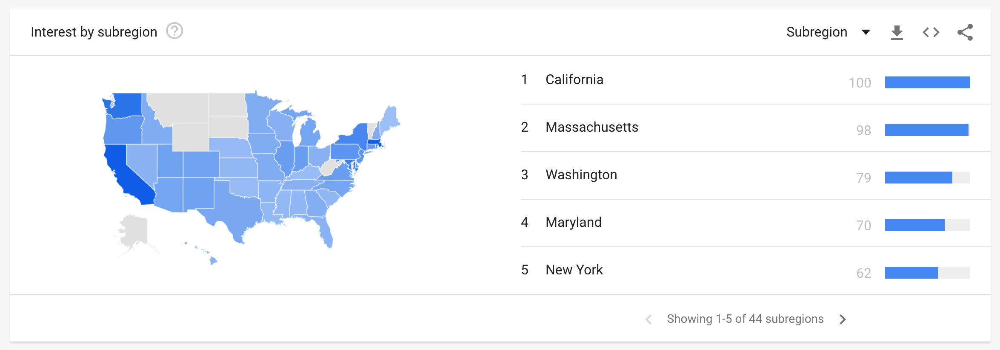 Interest by subregion ?
Subregion
1 California 100
2 Massachusetts 98
3 Washington 79
4 Maryland 70
5 New York 62
Showing 1-5 of 44 subregions